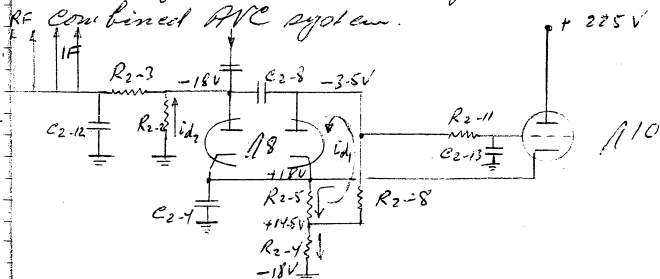 RF Combined AVC system.
+ 225 V
IF
R2-3
-18V
C2-8
-3.5V
C2-12
R2-2
id2
18
id1
R2-11
C2-13
110
+18V
C2-4
R2-5
R2-8
+14.5V
R2-4
-18V